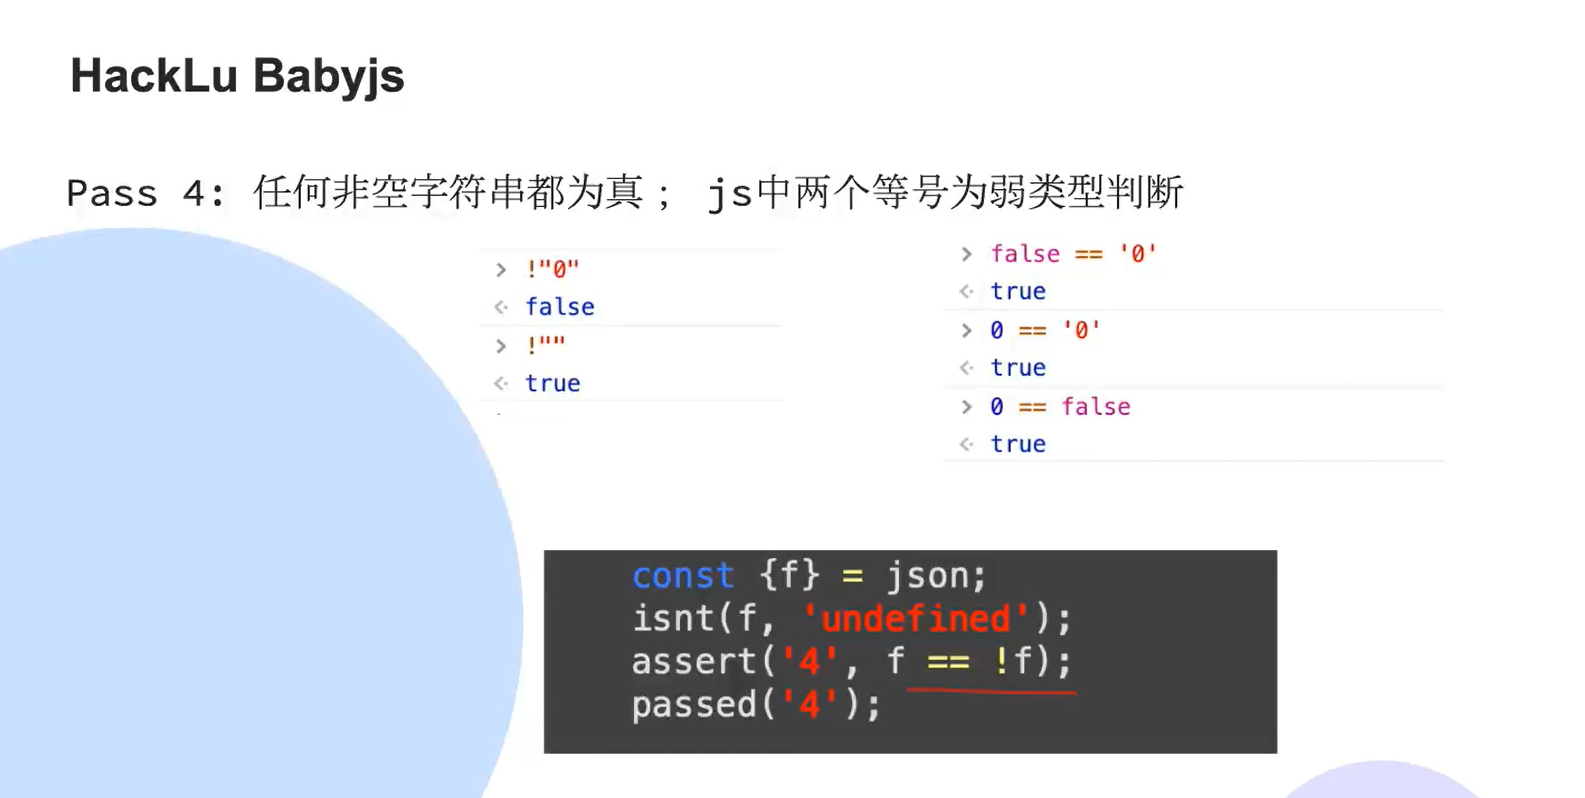 HackLu Babyjs
Pass 4: 任何非空字符串都为真； js中两个等号为弱类型判断
> !"0"
< false
> !""
< true
> false == '0'
< true
> 0 == '0'
< true
> 0 == false
< true
const {f} = json;
isnt(f, 'undefined');
assert('4', f == !f);
passed('4');